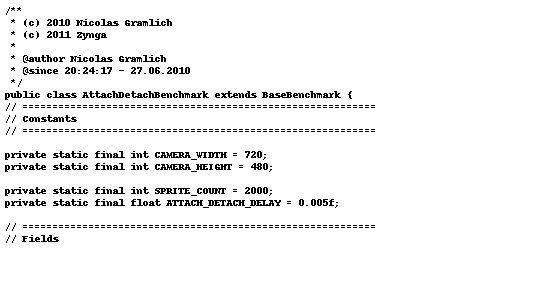 /**
 * (c) 2010 Nicolas Gramlich
 * (c) 2011 Zynga
 *
 * @author Nicolas Gramlich
 * @since 20:24:17 - 27.06.2010
 */
public class AttachDetachBenchmark extends BaseBenchmark {
// ===========================================================
// Constants
// ===========================================================

private static final int CAMERA_WIDTH = 720;
private static final int CAMERA_HEIGHT = 480;

private static final int SPRITE_COUNT = 2000;
private static final float ATTACH_DETACH_DELAY = 0.005f;

// ===========================================================
// Fields